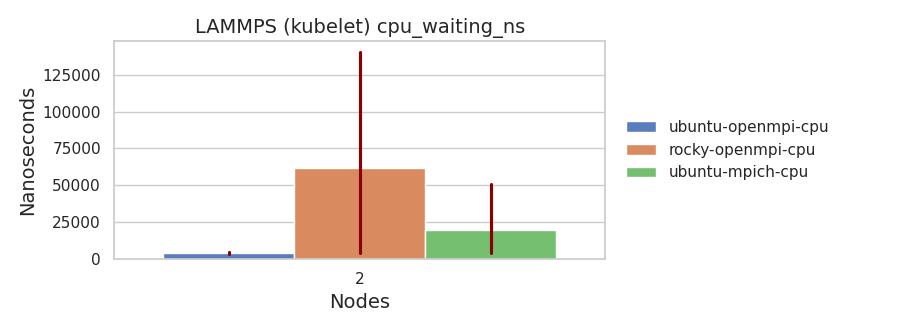 LAMMPS (kubelet) cpu_waiting_ns
125000
100000
75000
50000
25000
0
Nanoseconds
2
Nodes
ubuntu-openmpi-cpu
rocky-openmpi-cpu
ubuntu-mpich-cpu